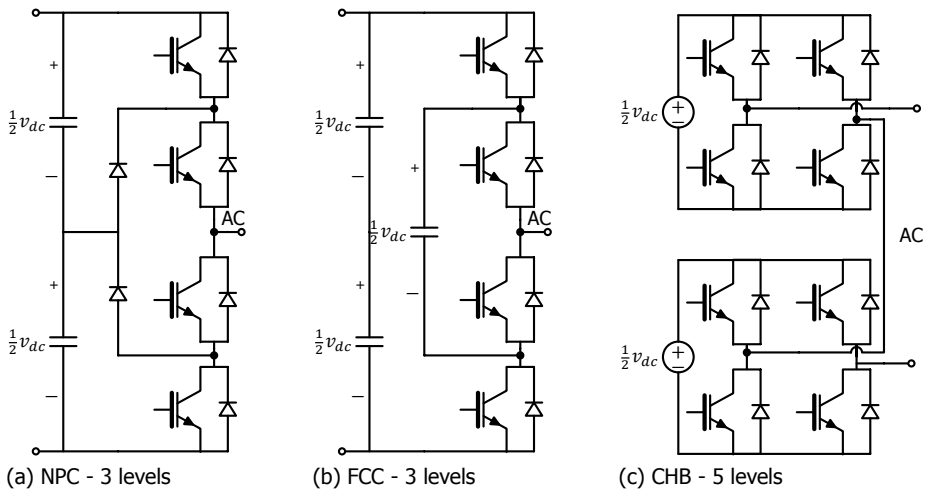 +
½v_dc
−
+
½v_dc
−
AC
(a) NPC - 3 levels
+
½v_dc
−
+
½v_dc
−
+
½v_dc
−
AC
(b) FCC - 3 levels
½v_dc
+
−
½v_dc
+
−
AC
(c) CHB - 5 levels